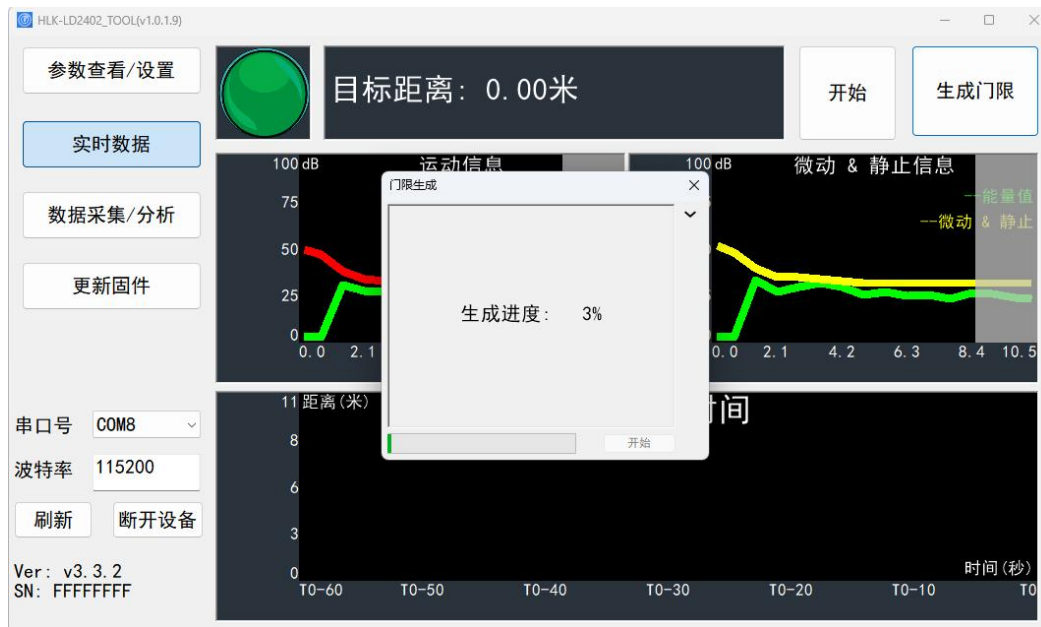 HLK-LD2402_TOOL(v1.0.1.9)
参数查看/设置
实时数据
数据采集/分析
更新固件
串口号 COM8
波特率 115200
刷新 断开设备
Ver: v3.3.2
SN: FFFFFFFF
目标距离: 0.00米
开始
生成门限
100 dB 运动信息
75
50
25
0
0.0 2.1
100 dB 微动 & 静止信息
--能量值
--微动 & 静止
0.0 2.1 4.2 6.3 8.4 10.5
门限生成
生成进度: 3%
开始
11 距离(米)
8
6
3
0
时间(秒)
T0-60 T0-50 T0-40 T0-30 T0-20 T0-10 T0